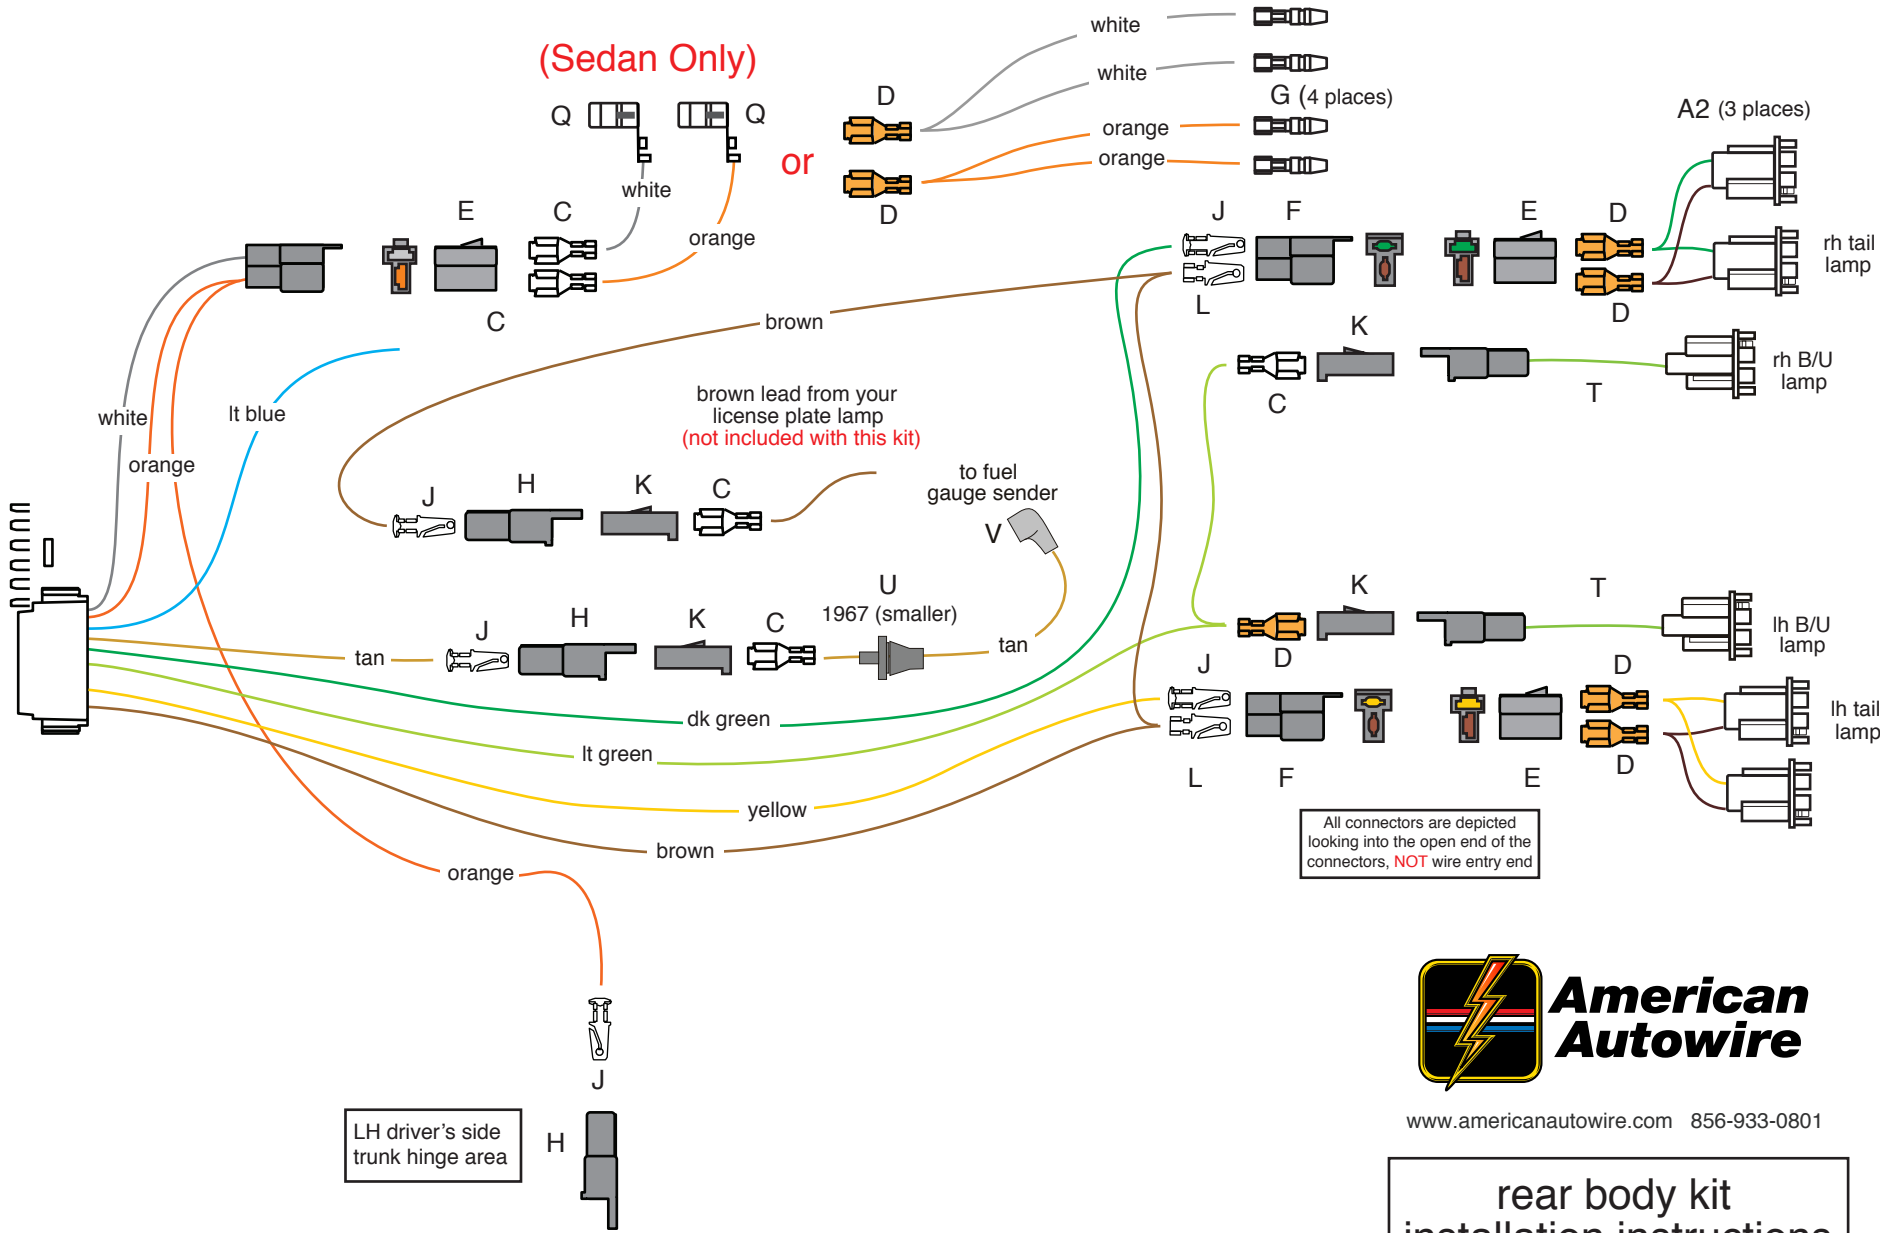 white
(Sedan Only)
white
Q
Q
D
G (4 places)
A2 (3 places)
or
orange
orange
white
D
E
C
orange
J
F
E
D
rh tail
lamp
C
L
D
brown
K
rh B/U
lamp
C
T
white
lt blue
orange
brown lead from your
license plate lamp
(not included with this kit)
J
H
K
C
to fuel
gauge sender
V
U
1967 (smaller)
J
H
K
C
tan
tan
K
T
lh B/U
lamp
D
J
D
dk green
lt green
yellow
brown
lh tail
lamp
L
F
E
D
All connectors are depicted
looking into the open end of the
connectors, NOT wire entry end
orange
J
American
Autowire
LH driver's side
trunk hinge area
H
www.americanautowire.com 856-933-0801
rear body kit
installation instructions